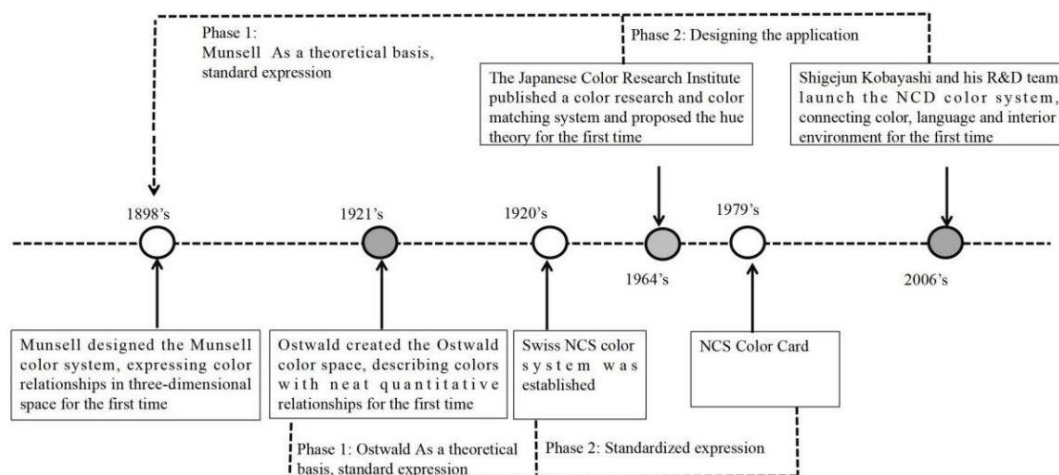 Phase 1:
Munsell As a theoretical basis,
standard expression
Phase 2: Designing the application
The Japanese Color Research Institute
published a color research and color
matching system and proposed the hue
theory for the first time
Shigejun Kobayashi and his R&D team
launch the NCD color system,
connecting color, language and interior
environment for the first time
1898's
1921's
1920's
1979's
1964's
2006's
Munsell designed the Munsell
color system, expressing color
relationships in three-dimensional
space for the first time
Ostwald created the Ostwald
color space, describing colors
with neat quantitative
relationships for the first time
Swiss NCS color
system was
established
NCS Color Card
Phase 1: Ostwald As a theoretical
basis, standard expression
Phase 2: Standardized expression